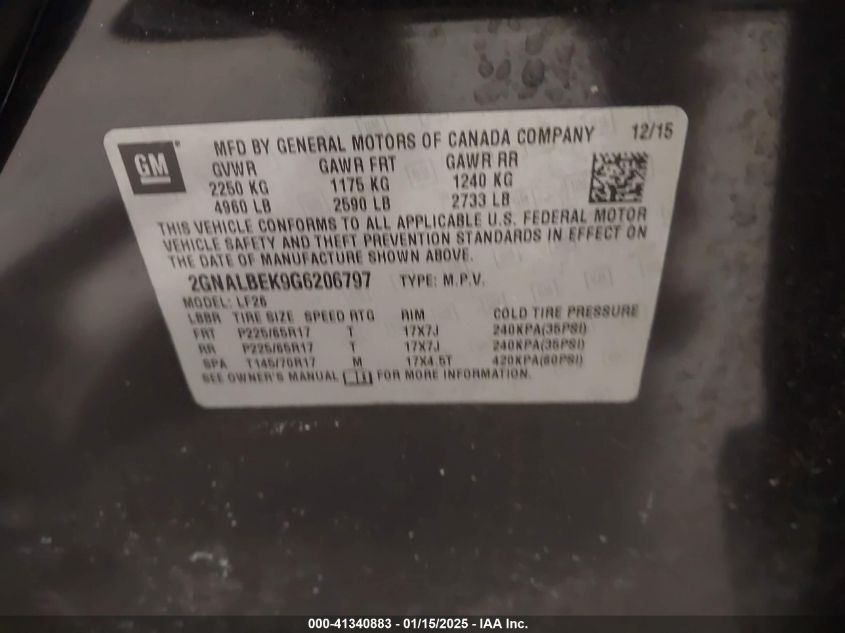 GM ®
MFD BY GENERAL MOTORS OF CANADA COMPANY 12/15
GVWR GAWR FRT GAWR RR
2250 KG 1175 KG 1240 KG
4960 LB 2590 LB 2733 LB
THIS VEHICLE CONFORMS TO ALL APPLICABLE U.S. FEDERAL MOTOR
VEHICLE SAFETY AND THEFT PREVENTION STANDARDS IN EFFECT ON
THE DATE OF MANUFACTURE SHOWN ABOVE.
2GNALBEK9G6206797 TYPE: M.P.V.
MODEL: LF26
LBBR TIRE SIZE SPEED RTG RIM COLD TIRE PRESSURE
FRT P225/65R17 T 17X7J 240KPA(35PSI)
RR P225/65R17 T 17X7J 240KPA(35PSI)
SPA T145/70R17 M 17X4.5T 420KPA(60PSI)
SEE OWNER'S MANUAL FOR MORE INFORMATION.
000-41340883 - 01/15/2025 - IAA Inc.